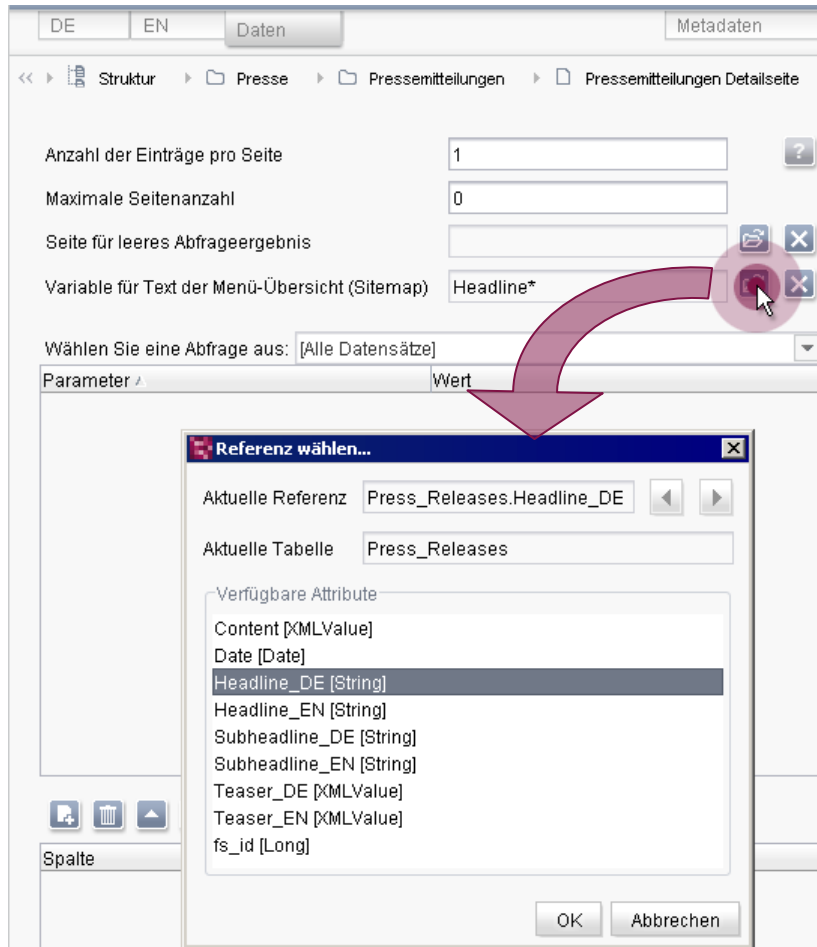 DE EN Daten Metadaten
Struktur Presse Pressemitteilungen Pressemitteilungen Detailseite
Anzahl der Einträge pro Seite 1
Maximale Seitenanzahl 0
Seite für leeres Abfrageergebnis
Variable für Text der Menü-Übersicht (Sitemap) Headline*
Wählen Sie eine Abfrage aus: [Alle Datensätze]
Parameter Wert
Referenz wählen...
Aktuelle Referenz Press_Releases.Headline_DE
Aktuelle Tabelle Press_Releases
Verfügbare Attribute
Content [XMLValue]
Date [Date]
Headline_DE [String]
Headline_EN [String]
Subheadline_DE [String]
Subheadline_EN [String]
Teaser_DE [XMLValue]
Teaser_EN [XMLValue]
fs_id [Long]
Spalte
OK Abbrechen